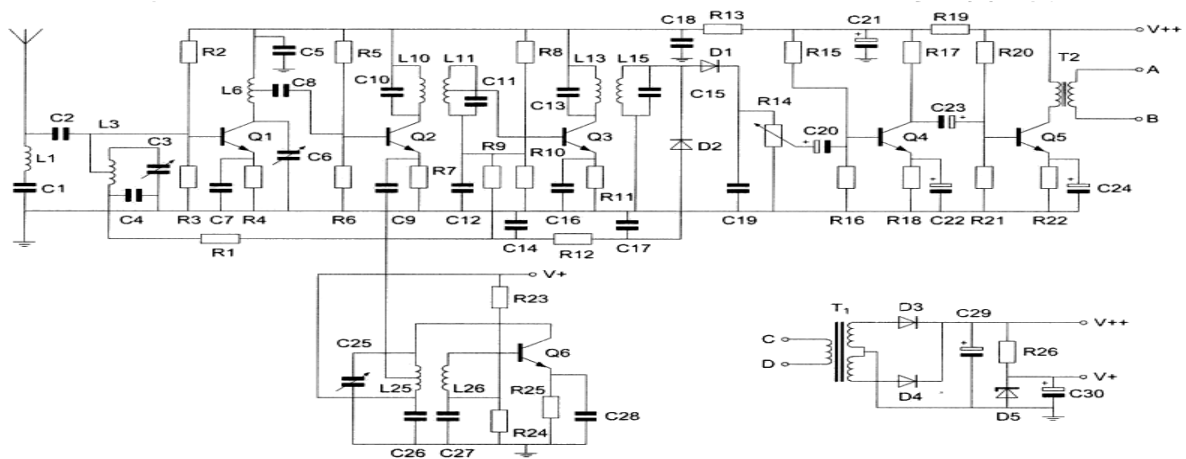 C18 R13 C21 R19 V++
R2 C5 R5 L10 L11 R8 L13 L15 D1 R15 R17 R20 T2
A
L6 C8 C10 C11 C13 C15 R14
C2 L3 C3 Q1 Q2 Q3 C20 C23 Q4 Q5 B
L1 C6 R7 R9 R10 D2
C1 R11 C24
C4 R3 C7 R4 R6 C9 C12 C16 C19 R16 R18 C22 R21 R22
R1 C14 R12 C17
V+
R23
T1 D3 C29 V++
C25 Q6 C D R26
L25 L26 R25 V+
D4 D5 C30
R24 C28
C26 C27